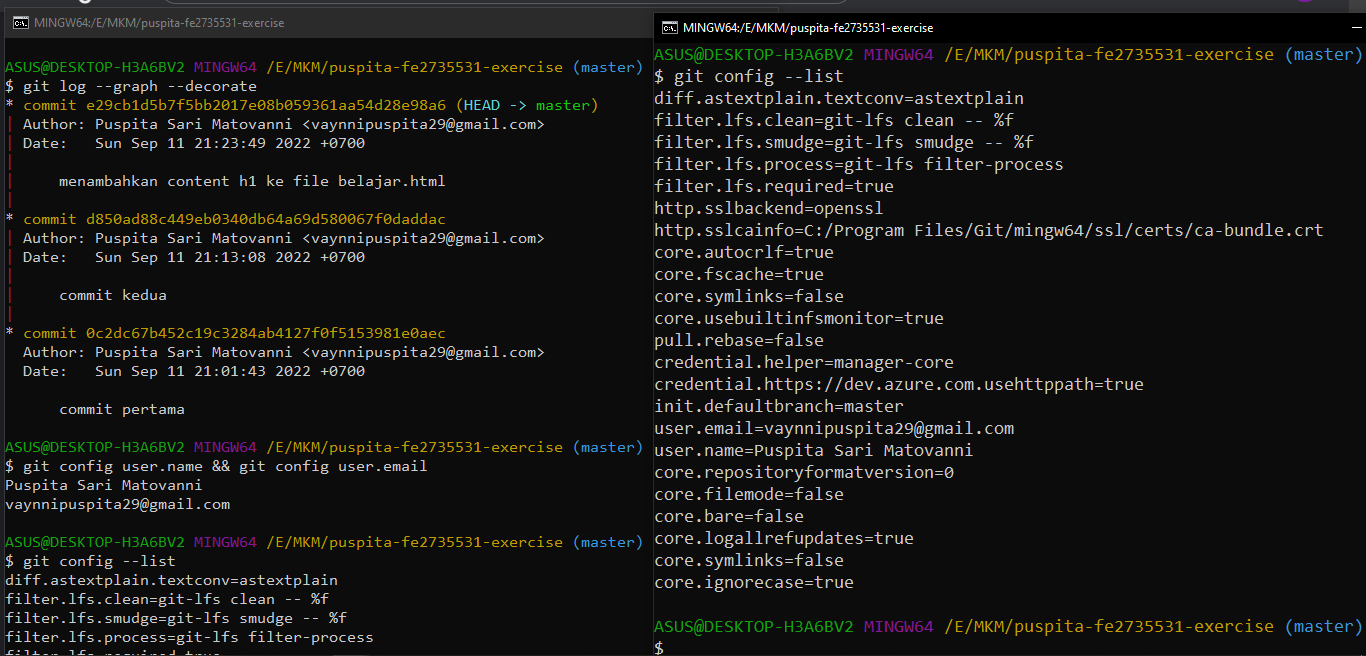 MINGW64:/E/MKM/puspita-fe2735531-exercise
ASUS@DESKTOP-H3A6BV2 MINGW64 /E/MKM/puspita-fe2735531-exercise (master)
$ git log --graph --decorate
* commit e29cb1d5b7f5bb2017e08b059361aa54d28e98a6 (HEAD -> master)
| Author: Puspita Sari Matovanni <vaynnipuspita29@gmail.com>
| Date:   Sun Sep 11 21:23:49 2022 +0700
|
|     menambahkan content h1 ke file belajar.html
|
* commit d850ad88c449eb0340db64a69d580067f0daddac
| Author: Puspita Sari Matovanni <vaynnipuspita29@gmail.com>
| Date:   Sun Sep 11 21:13:08 2022 +0700
|
|     commit kedua
|
* commit 0c2dc67b452c19c3284ab4127f0f5153981e0aec
  Author: Puspita Sari Matovanni <vaynnipuspita29@gmail.com>
  Date:   Sun Sep 11 21:01:43 2022 +0700
      commit pertama
ASUS@DESKTOP-H3A6BV2 MINGW64 /E/MKM/puspita-fe2735531-exercise (master)
$ git config user.name && git config user.email
Puspita Sari Matovanni
vaynnipuspita29@gmail.com
ASUS@DESKTOP-H3A6BV2 MINGW64 /E/MKM/puspita-fe2735531-exercise (master)
$ git config --list
diff.astextplain.textconv=astextplain
filter.lfs.clean=git-lfs clean -- %f
filter.lfs.smudge=git-lfs smudge -- %f
filter.lfs.process=git-lfs filter-process
MINGW64:/E/MKM/puspita-fe2735531-exercise
ASUS@DESKTOP-H3A6BV2 MINGW64 /E/MKM/puspita-fe2735531-exercise (master)
$ git config --list
diff.astextplain.textconv=astextplain
filter.lfs.clean=git-lfs clean -- %f
filter.lfs.smudge=git-lfs smudge -- %f
filter.lfs.process=git-lfs filter-process
filter.lfs.required=true
http.sslbackend=openssl
http.sslcainfo=C:/Program Files/Git/mingw64/ssl/certs/ca-bundle.crt
core.autocrlf=true
core.fscache=true
core.symlinks=false
core.usebuiltinfsmonitor=true
pull.rebase=false
credential.helper=manager-core
credential.https://dev.azure.com.usehttppath=true
init.defaultbranch=master
user.email=vaynnipuspita29@gmail.com
user.name=Puspita Sari Matovanni
core.repositoryformatversion=0
core.filemode=false
core.bare=false
core.logallrefupdates=true
core.symlinks=false
core.ignorecase=true
ASUS@DESKTOP-H3A6BV2 MINGW64 /E/MKM/puspita-fe2735531-exercise (master)
$